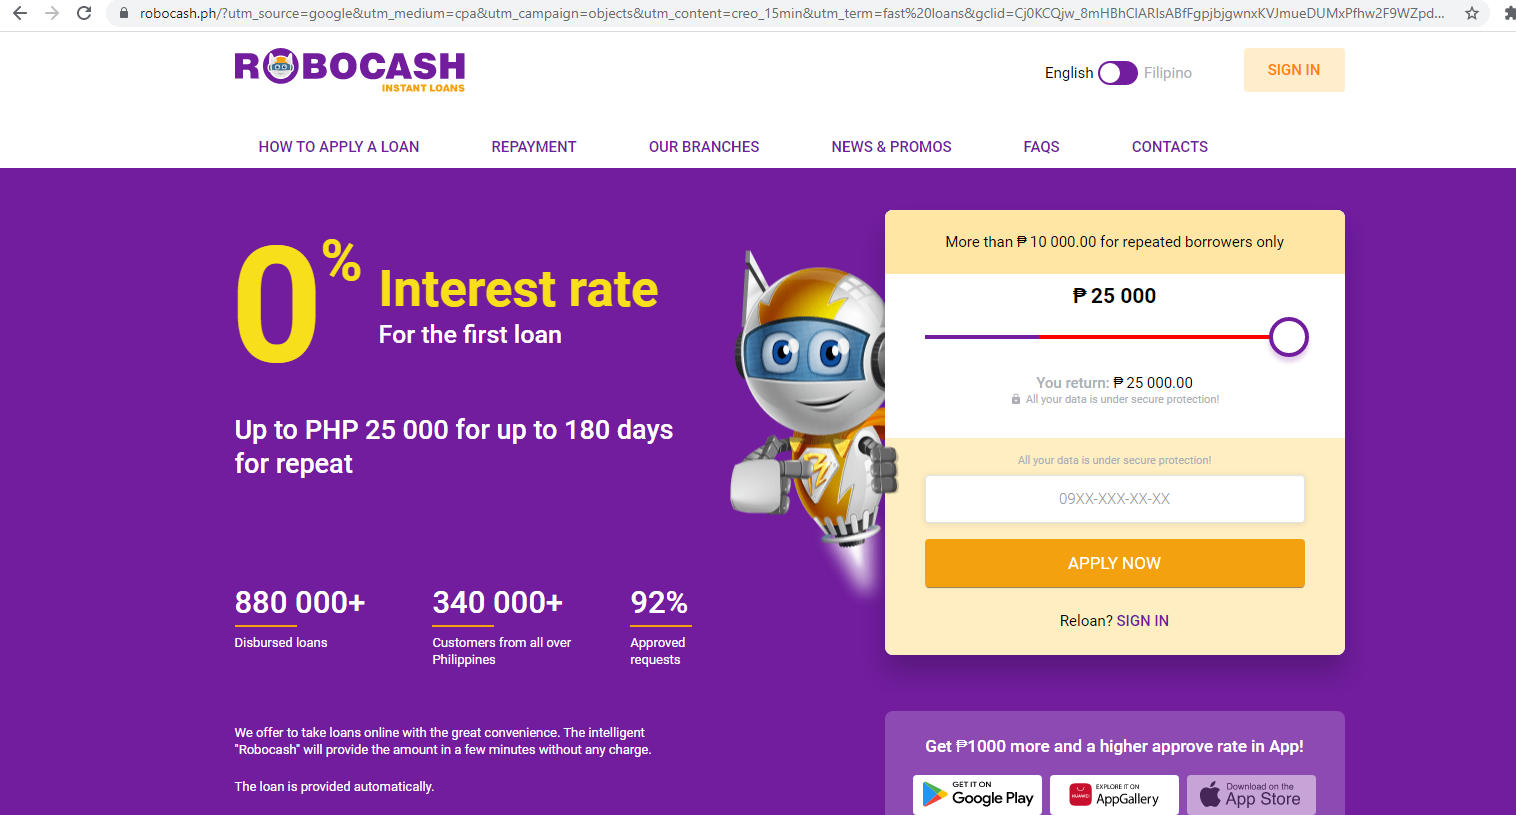 robocash.ph/?utm_source=google&utm_medium=cpa&utm_campaign=objects&utm_content=creo_15min&utm_term=fast%20loans&gclid=Cj0KCQjw_8mHBhClARIsABfFgpjbjgwnxKVJmueDUMxPfhw2F9WZpd...
ROBOCASH
INSTANT LOANS
English Filipino
SIGN IN
HOW TO APPLY A LOAN REPAYMENT OUR BRANCHES NEWS & PROMOS FAQS CONTACTS
0%
Interest rate
For the first loan
Up to PHP 25 000 for up to 180 days
for repeat
880 000+
Disbursed loans
340 000+
Customers from all over
Philippines
92%
Approved
requests
We offer to take loans online with the great convenience. The intelligent
"Robocash" will provide the amount in a few minutes without any charge.
The loan is provided automatically.
More than ₱ 10 000.00 for repeated borrowers only
₱ 25 000
You return: ₱ 25 000.00
All your data is under secure protection!
All your data is under secure protection!
09XX-XXX-XX-XX
APPLY NOW
Reloan? SIGN IN
Get ₱1000 more and a higher approve rate in App!
GET IT ON
Google Play
HUAWEI
EXPLORE IT ON
AppGallery
Download on the
App Store